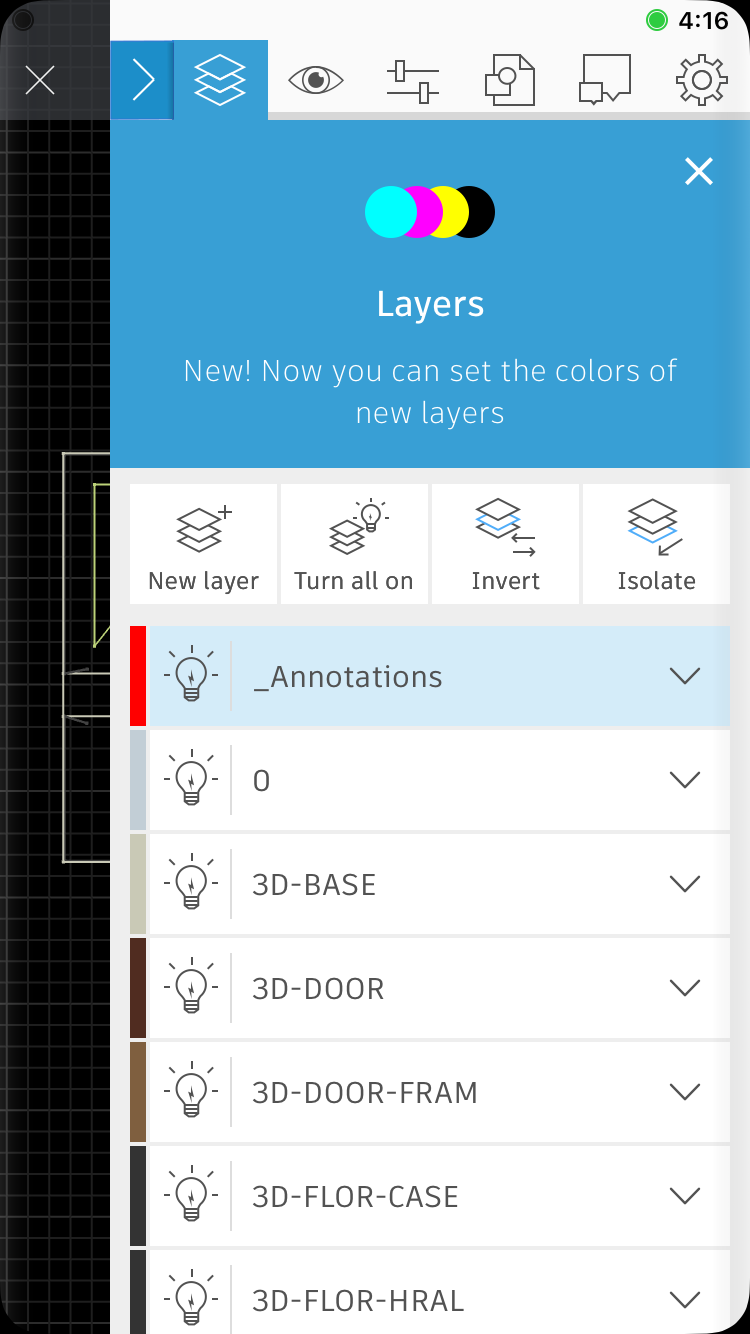 4:16
Layers
New! Now you can set the colors of
new layers
New layer
Turn all on
Invert
Isolate
_Annotations
0
3D-BASE
3D-DOOR
3D-DOOR-FRAM
3D-FLOR-CASE
3D-FLOR-HRAL